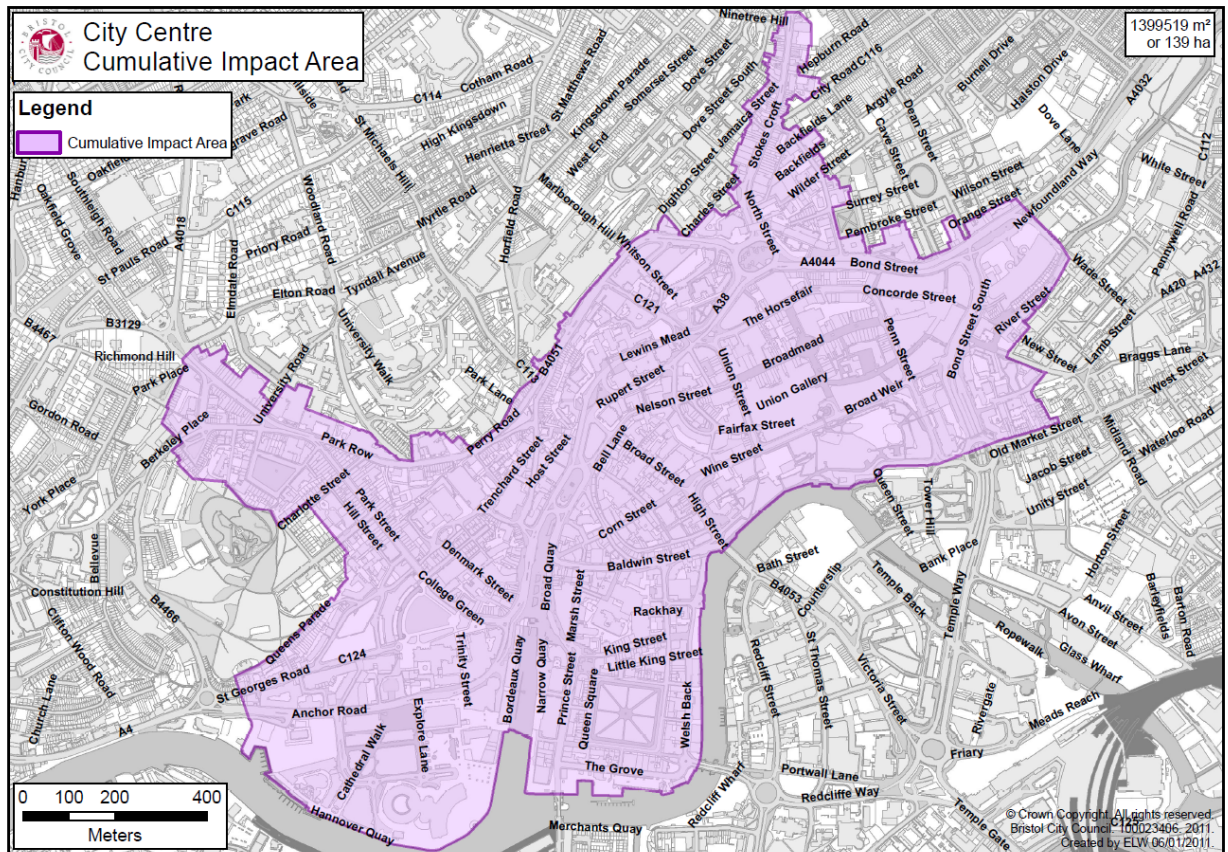 BRISTOL
CITY COUNCIL
City Centre
Cumulative Impact Area
1399519 m²
or 139 ha
Legend
Cumulative Impact Area
Ninetree Hill
Hepburn Road
City Road
C116
Burnell Drive
Halston Drive
A4032
St Matthews Road
Kingsdown Parade
Somerset Street
Dove Street
Dove Street South
Jamaica Street
Stokes Croft
Backfields Lane
Argyle Road
Dean Street
Dove Lane
C112
White Street
Cotham Road
C114
High Kingsdown
Henrietta Street
West End
St Michaels Hill
Backfields
Wilder Street
Cave Street
Wilson Street
Newfoundland Way
Pennywell Road
Oakfield Grove
Southleigh Road
A4018
C115
Woodland Road
Myrtle Road
Horfield Road
Marlborough Hill
Dighton Street
Charles Street
North Street
Surrey Street
Pembroke Street
Orange Street
St Pauls Road
Priory Road
Elmdale Road
Tyndall Avenue
Elton Road
Whitson Street
A4044
Bond Street
Wade Street
A420
A432
B4467
B3129
Richmond Hill
Park Place
University Road
University Walk
Park Lane
C113
B4051
C121
A38
The Horsefair
Concorde Street
Bond Street South
River Street
Lamb Street
New Street
Braggs Lane
West Street
Lewins Mead
Rupert Street
Nelson Street
Union Street
Broadmead
Union Gallery
Penn Street
Broad Weir
Fairfax Street
Gordon Road
Berkeley Place
Park Row
Perry Road
Trenchard Street
Host Street
Bell Lane
Broad Street
Wine Street
Old Market Street
Midland Road
Waterloo Road
Jacob Street
Unity Street
York Place
Charlotte Street
Park Street
Hill Street
Corn Street
High Street
Queen Street
Tower Hill
Horton Street
Bellevue
Constitution Hill
B4466
Clifton Wood Road
Denmark Street
College Green
Broad Quay
Baldwin Street
Bath Street
B4053
Counterslip
Temple Back
Bank Place
Temple Way
Anvil Street
Avon Street
Barleyfields
Barton Road
Queens Parade
Marsh Street
Rackhay
King Street
Little King Street
Ropewalk
Glass Wharf
Church Lane
A4
St Georges Road
C124
Trinity Street
Bordeaux Quay
Narrow Quay
Prince Street
Queen Square
Welsh Back
Redcliff Street
St Thomas Street
Victoria Street
Rivergate
Meads Reach
Anchor Road
Cathedral Walk
Explore Lane
The Grove
Friary
Hannover Quay
Merchants Quay
Redcliff Wharf
Portwall Lane
Redcliffe Way
Temple Gate
C125
0 100 200 400
Meters
© Crown Copyright. All rights reserved.
Bristol City Council. 100023406. 2011.
Created by ELW 06/01/2011.